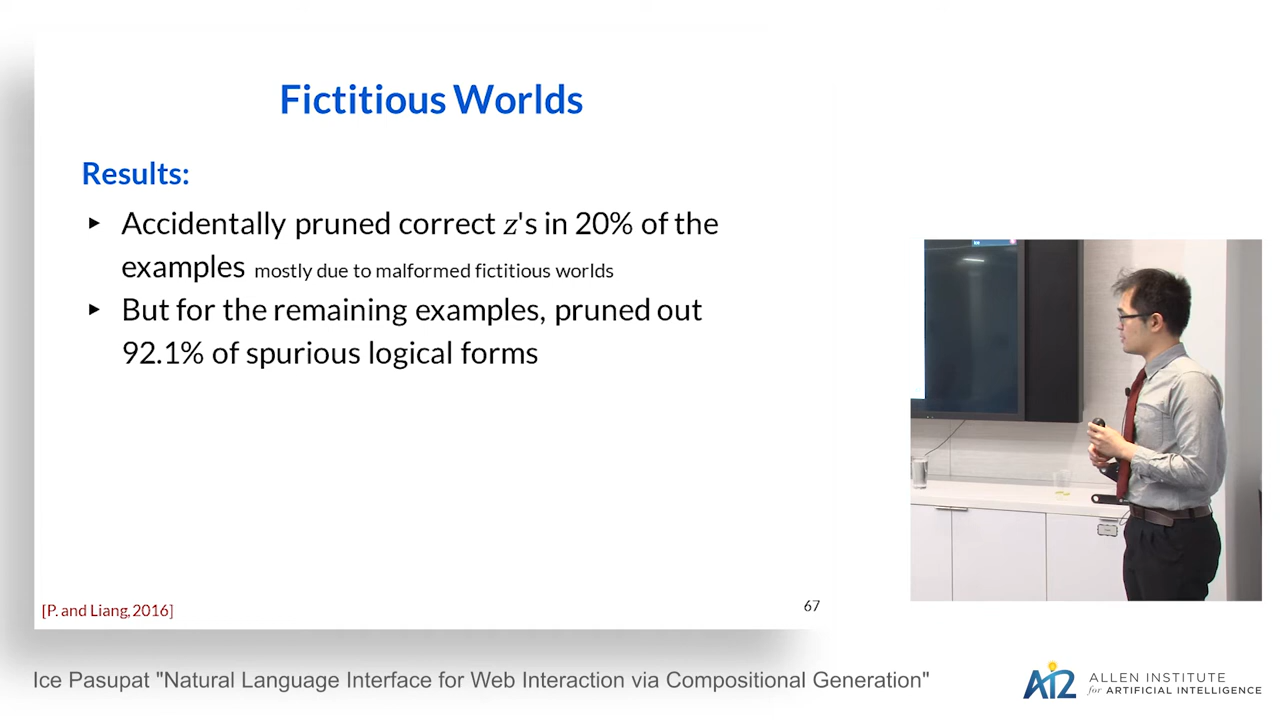 Fictitious Worlds
Results:
▸ Accidentally pruned correct z's in 20% of the
examples mostly due to malformed fictitious worlds
▸ But for the remaining examples, pruned out
92.1% of spurious logical forms
[P. and Liang, 2016]
67
Ice Pasupat "Natural Language Interface for Web Interaction via Compositional Generation"
AI2
ALLEN INSTITUTE
for ARTIFICIAL INTELLIGENCE